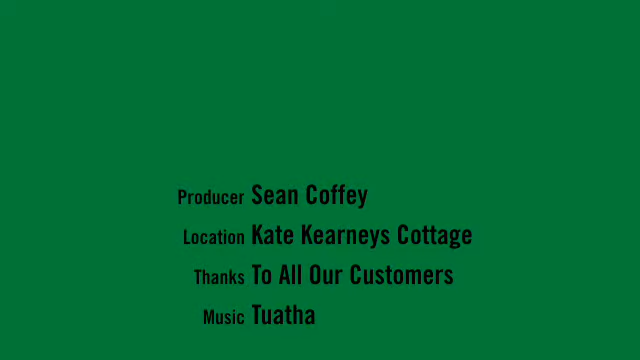 Producer Sean Coffey
Location Kate Kearneys Cottage
Thanks To All Our Customers
Music Tuatha